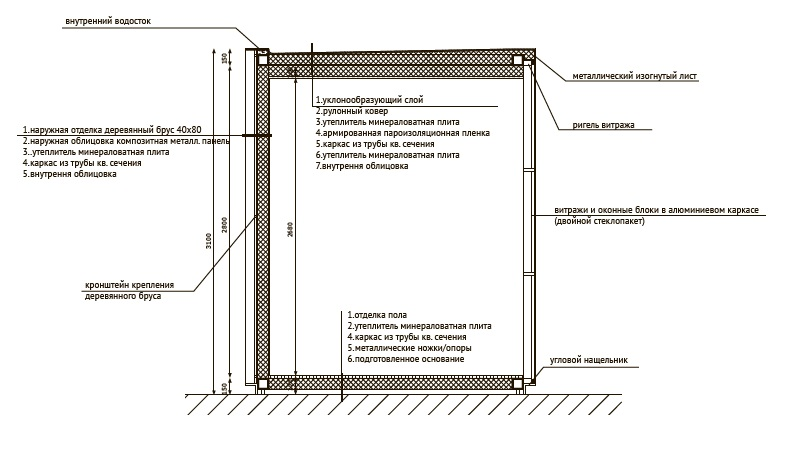 внутренний водосток
металлический изогнутый лист
1.уклонообразующий слой
2.рулонный ковер
3.утеплитель минераловатная плита
4.армированная пароизоляционная пленка
5.каркас из трубы кв. сечения
6.утеплитель минераловатная плита
7.внутрення облицовка
ригель витража
1.наружная отделка деревянный брус 40х80
2.наружная облицовка композитная металл. панель
3..утеплитель минераловатная плита
4.каркас из трубы кв. сечения
5.внутрення облицовка
витражи и оконные блоки в алюминиевом каркасе
(двойной стеклопакет)
150
3100
2800
2680
150
кронштейн крепления
деревянного бруса
1.отделка пола
2.утеплитель минераловатная плита
4.каркас из трубы кв. сечения
5.металлические ножки/опоры
6.подготовленное основание
угловой нащельник